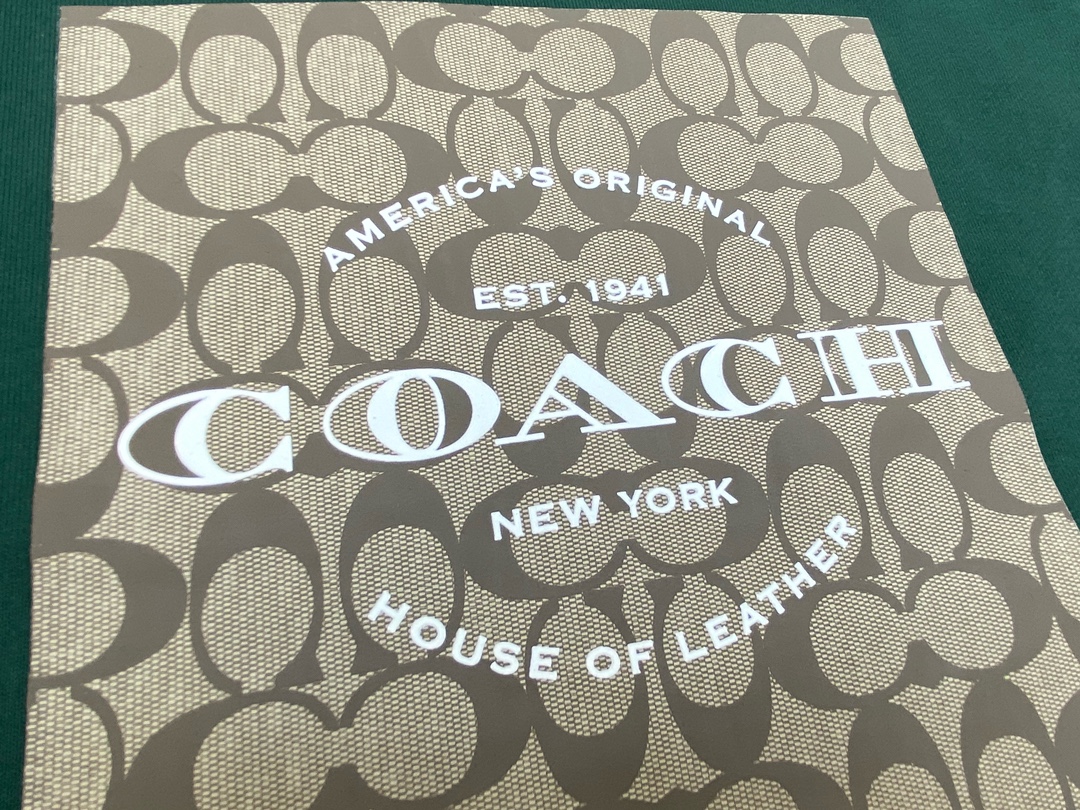 AMERICA'S ORIGINAL
EST. 1941
COACH
NEW YORK
HOUSE OF LEATHER